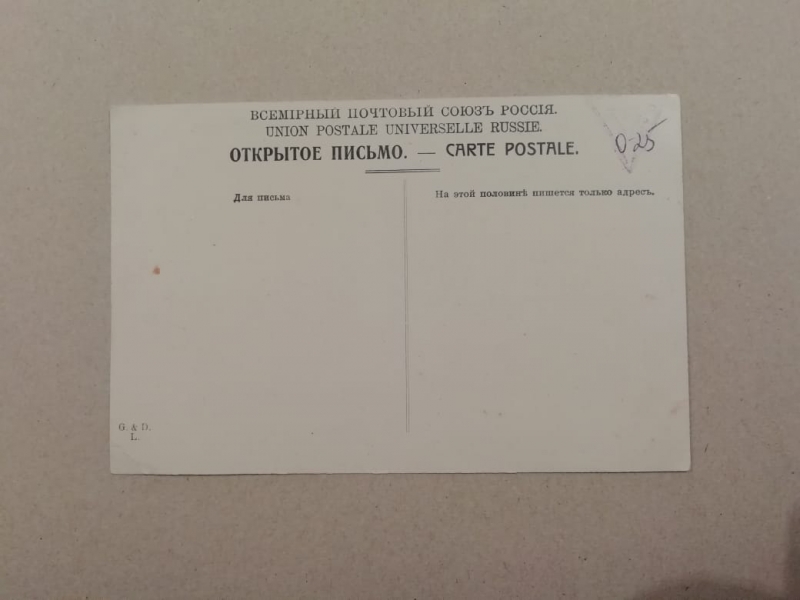 ВСЕМІРНЫЙ ПОЧТОВЫЙ СОЮЗЪ РОССІЯ.
UNION POSTALE UNIVERSELLE RUSSIE.
ОТКРЫТОЕ ПИСЬМО. — CARTE POSTALE.
0-25
Для письма
На этой половинѣ пишется только адресъ.
G. & D.
L.